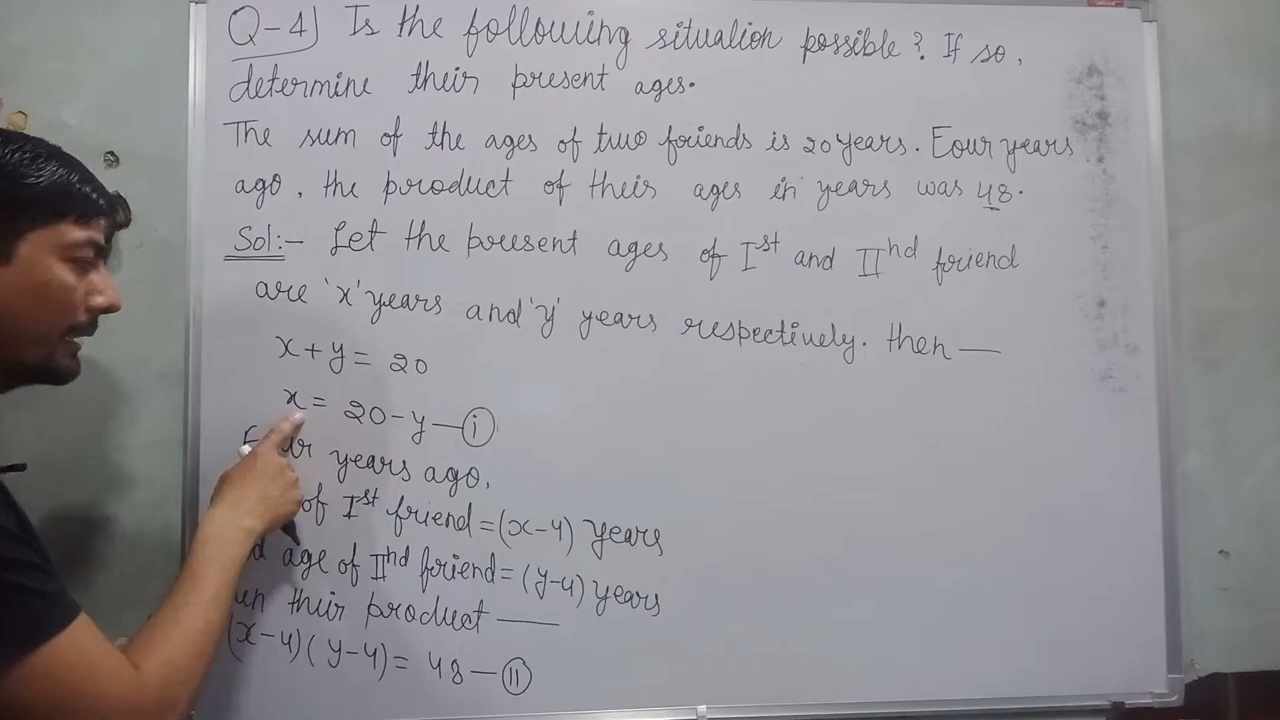 Q-4) Is the following situation possible? If so,
determine their present ages.
The sum of the ages of two friends is 20 years. Four years
ago, the product of their ages in years was 48.
Sol:- Let the present ages of Ist and IInd friend
are 'x' years and 'y' years respectively. then —
x + y = 20
x = 20 - y — (i)
years ago,
of Ist friend = (x-4) years
age of IInd friend = (y-4) years
their product —
(x-4)(y-4) = 48 — (ii)